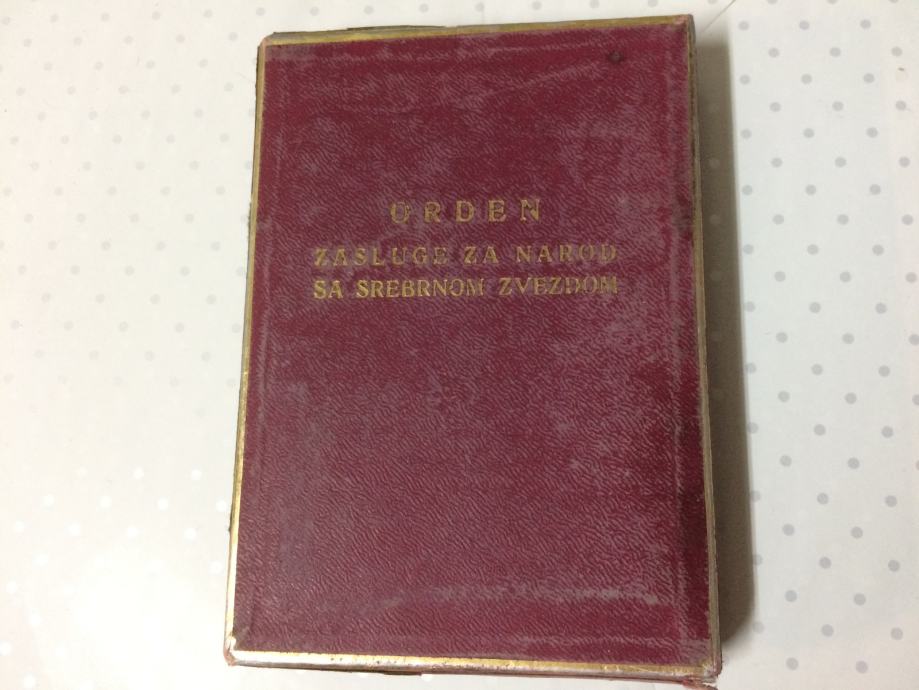 ORDEN
ZASLUGE ZA NAROD
SA SREBRNOM ZVEZDOM